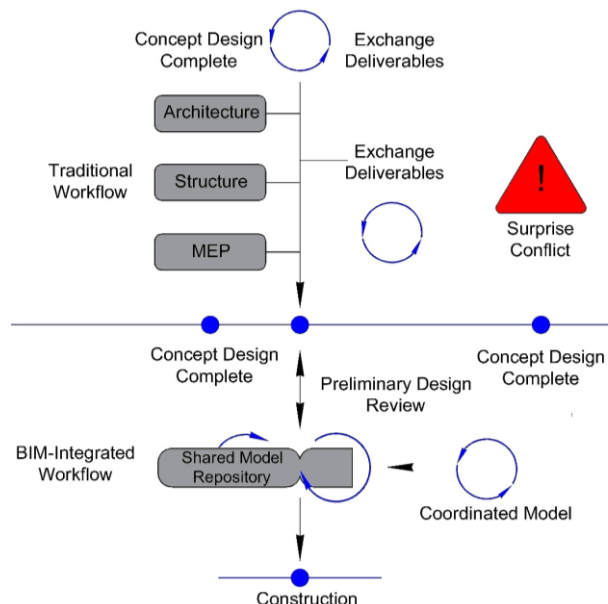 Concept Design
Complete
Exchange
Deliverables
Architecture
Exchange
Deliverables
Traditional
Workflow
Structure
MEP
!
Surprise
Conflict
Concept Design
Complete
Concept Design
Complete
Preliminary Design
Review
BIM-Integrated
Workflow
Shared Model
Repository
Coordinated Model
Construction